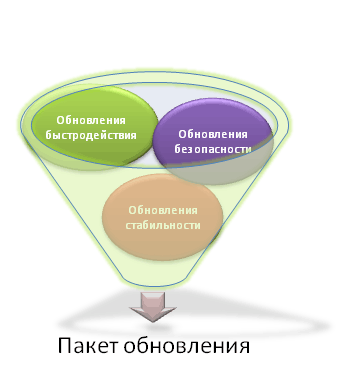 Обновления
быстродействия
Обновления
безопасности
Обновления
стабильности
Пакет обновления